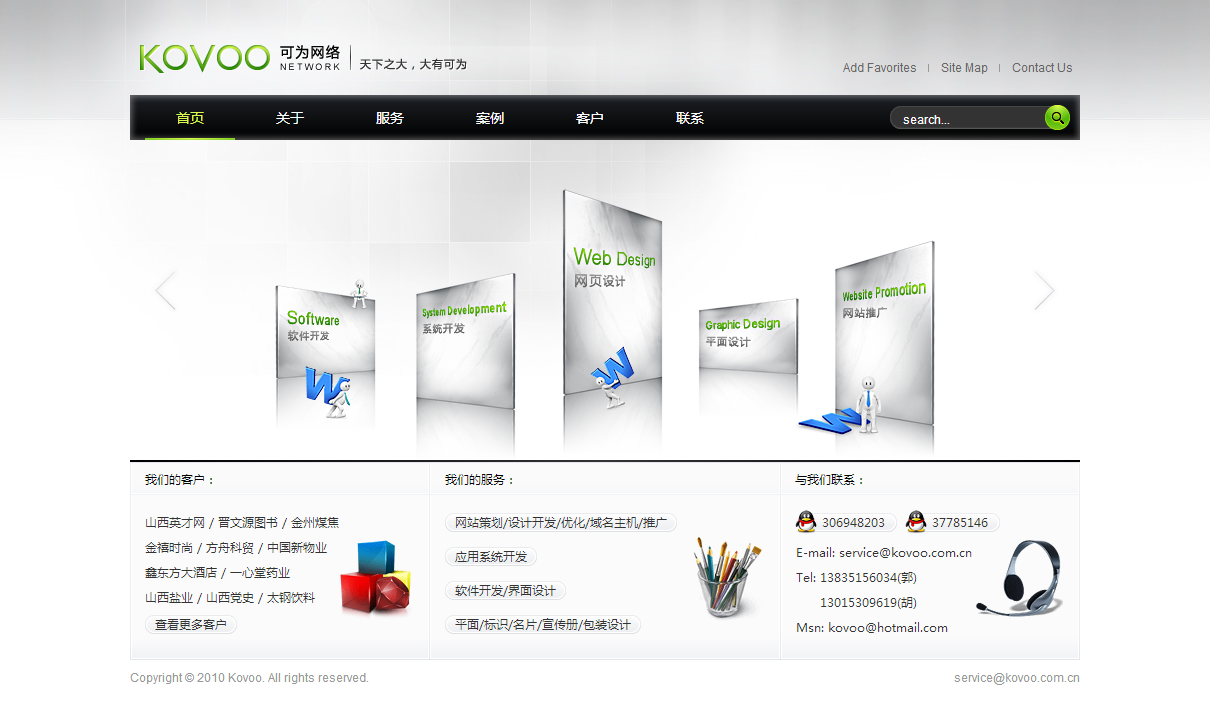 KOVOO 可为网络 NETWORK 天下之大，大有可为
Add Favorites | Site Map | Contact Us
首页 关于 服务 案例 客户 联系 search...
Software
软件开发
System Development
系统开发
Web Design
网页设计
Graphic Design
平面设计
Website Promotion
网站推广
W
W
W
我们的客户：
山西英才网 / 晋文源图书 / 金州煤焦
金禧时尚 / 方舟科贸 / 中国新物业
鑫东方大酒店 / 一心堂药业
山西盐业 / 山西党史 / 太钢饮料
查看更多客户
我们的服务：
网站策划/设计开发/优化/域名主机/推广
应用系统开发
软件开发/界面设计
平面/标识/名片/宣传册/包装设计
与我们联系：
306948203 37785146
E-mail: service@kovoo.com.cn
Tel: 13835156034(郭)
13015309619(胡)
Msn: kovoo@hotmail.com
Copyright © 2010 Kovoo. All rights reserved.
service@kovoo.com.cn